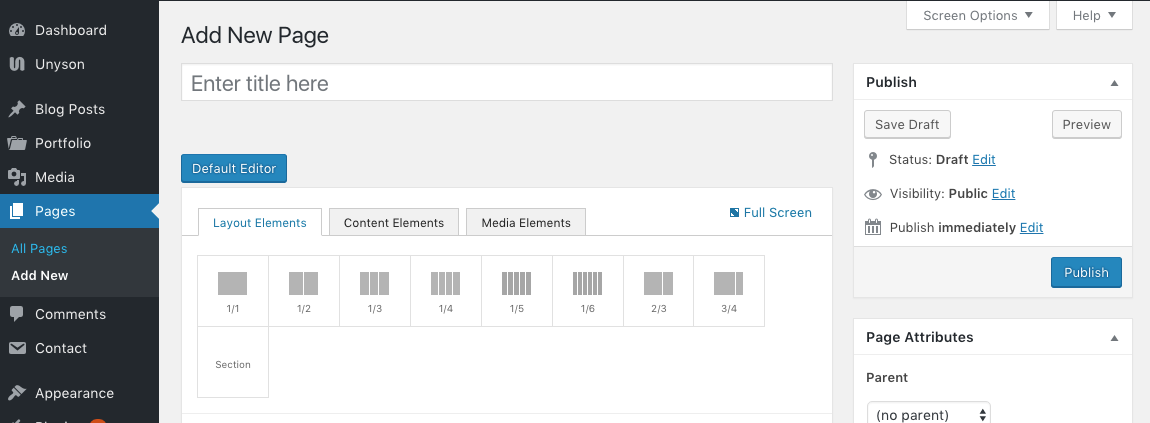 Dashboard
Unyson
Blog Posts
Portfolio
Media
Pages
All Pages
Add New
Comments
Contact
Appearance
Screen Options
Help
Add New Page
Enter title here
Default Editor
Layout Elements
Content Elements
Media Elements
Full Screen
1/1
1/2
1/3
1/4
1/5
1/6
2/3
3/4
Section
Publish
Save Draft
Preview
Status: Draft Edit
Visibility: Public Edit
Publish immediately Edit
Publish
Page Attributes
Parent
(no parent)